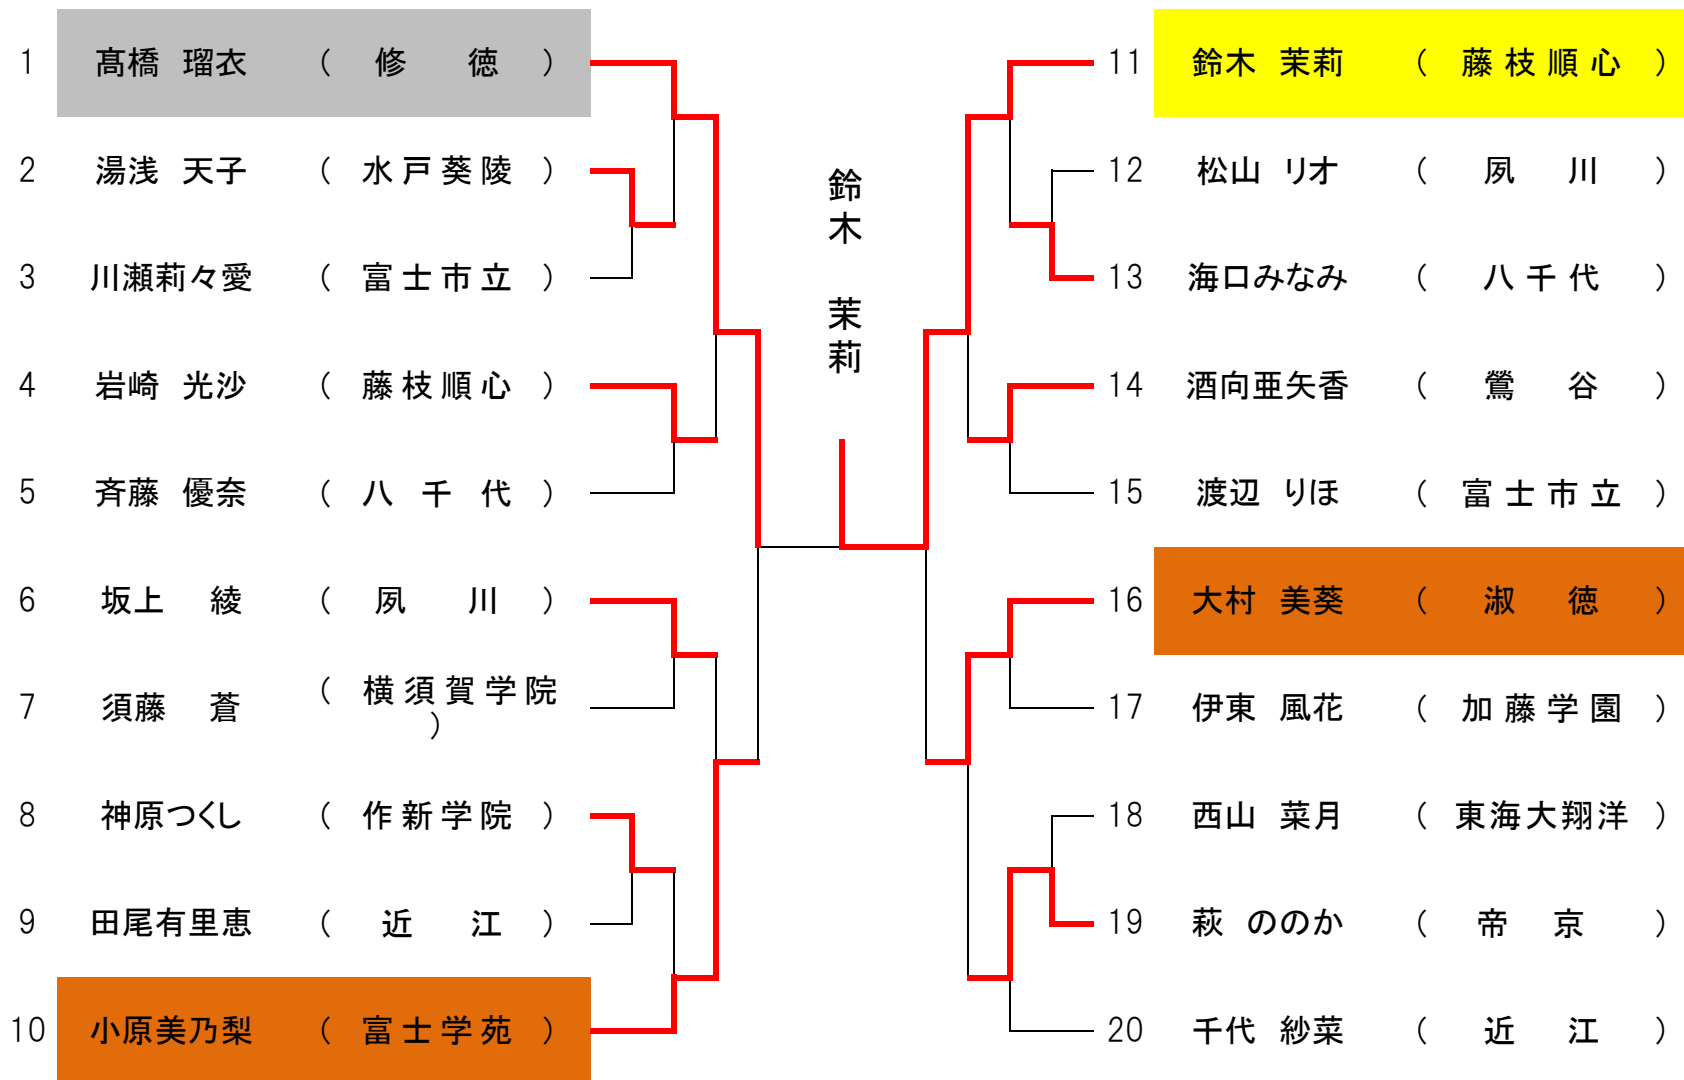 1 髙橋 瑠衣 ( 修 徳 )
2 湯浅 天子 ( 水戸葵陵 )
3 川瀬莉々愛 ( 富士市立 )
4 岩崎 光沙 ( 藤枝順心 )
5 斉藤 優奈 ( 八千代 )
6 坂上 綾 ( 夙川 )
7 須藤 蒼 ( 横須賀学院
)
8 神原つくし ( 作新学院 )
9 田尾有里恵 ( 近江 )
10 小原美乃梨 ( 富士学苑 )
鈴木 茉莉
11 鈴木 茉莉 ( 藤枝順心 )
12 松山 リオ ( 夙川 )
13 海口みなみ ( 八千代 )
14 酒向亜矢香 ( 鶯谷 )
15 渡辺 りほ ( 富士市立 )
16 大村 美葵 ( 淑徳 )
17 伊東 風花 ( 加藤学園 )
18 西山 菜月 ( 東海大翔洋 )
19 萩 ののか ( 帝京 )
20 千代 紗菜 ( 近江 )